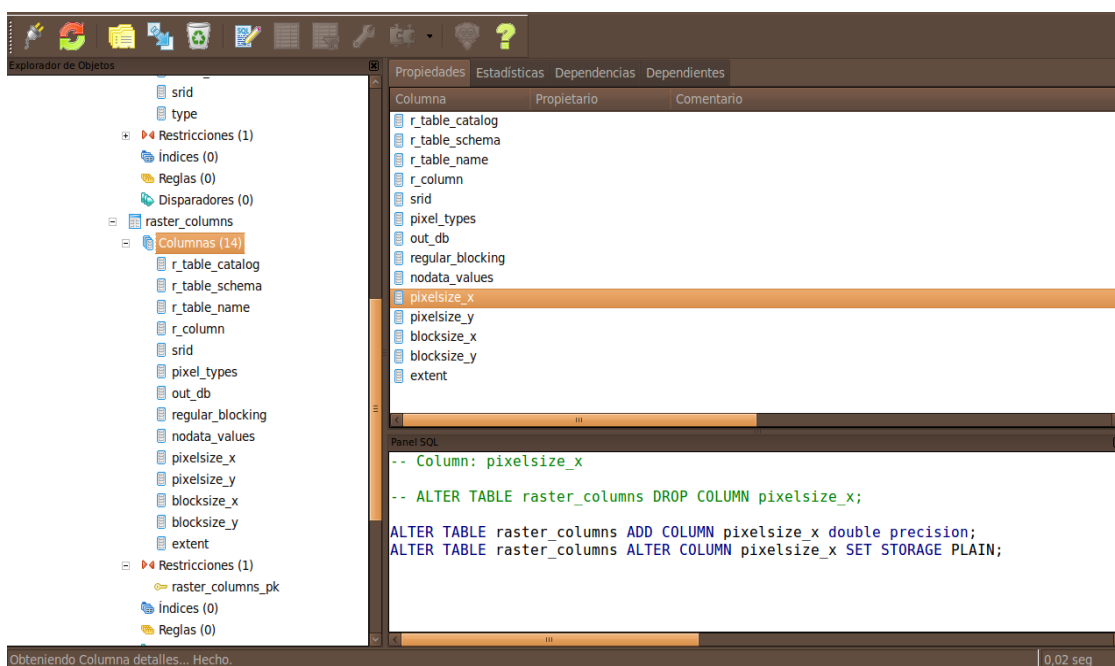 SQL
Explorador de Objetos
srid
type
Restricciones (1)
Índices (0)
Reglas (0)
Disparadores (0)
raster_columns
Columnas (14)
r_table_catalog
r_table_schema
r_table_name
r_column
srid
pixel_types
out_db
regular_blocking
nodata_values
pixelsize_x
pixelsize_y
blocksize_x
blocksize_y
extent
Restricciones (1)
raster_columns_pk
Índices (0)
Reglas (0)
Propiedades Estadísticas Dependencias Dependientes
Columna Propietario Comentario
r_table_catalog
r_table_schema
r_table_name
r_column
srid
pixel_types
out_db
regular_blocking
nodata_values
pixelsize_x
pixelsize_y
blocksize_x
blocksize_y
extent
Panel SQL
-- Column: pixelsize_x
-- ALTER TABLE raster_columns DROP COLUMN pixelsize_x;
ALTER TABLE raster_columns ADD COLUMN pixelsize_x double precision;
ALTER TABLE raster_columns ALTER COLUMN pixelsize_x SET STORAGE PLAIN;
Obteniendo Columna detalles... Hecho.
0,02 seg